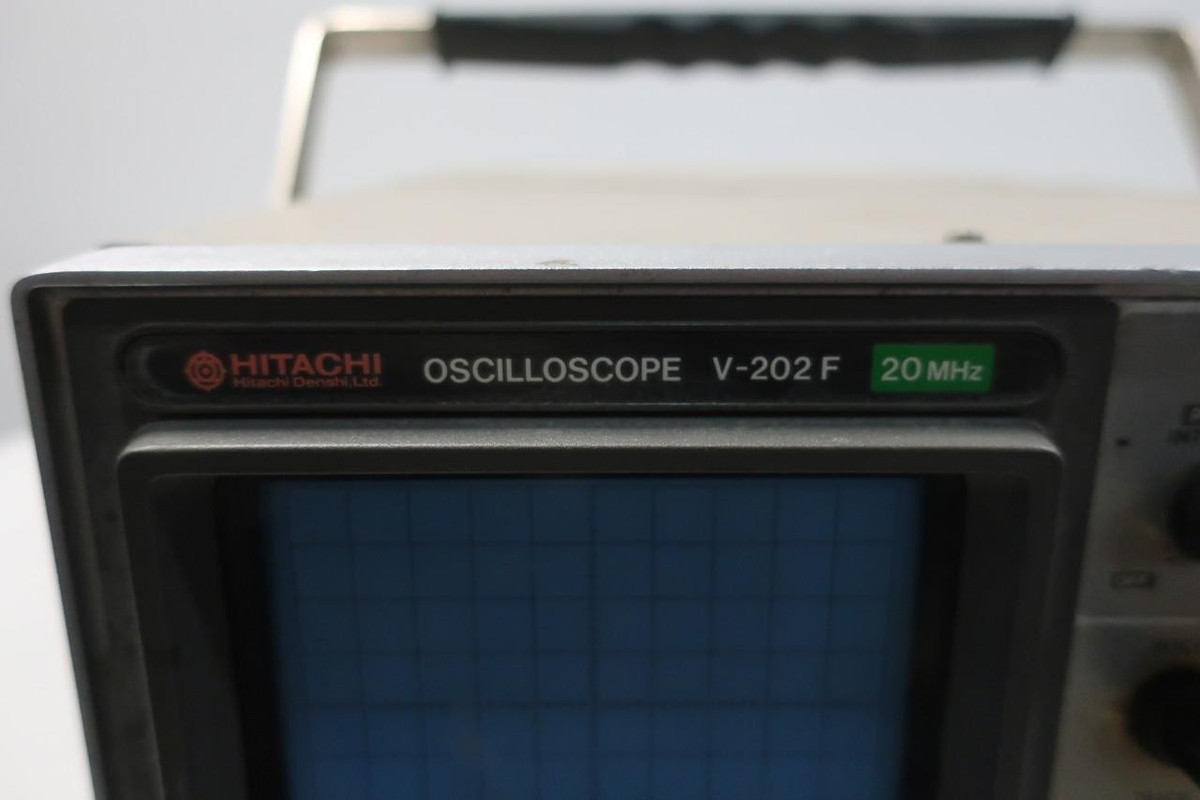 HITACHI
Hitachi Denshi, Ltd.
OSCILLOSCOPE V-202 F 20 MHz